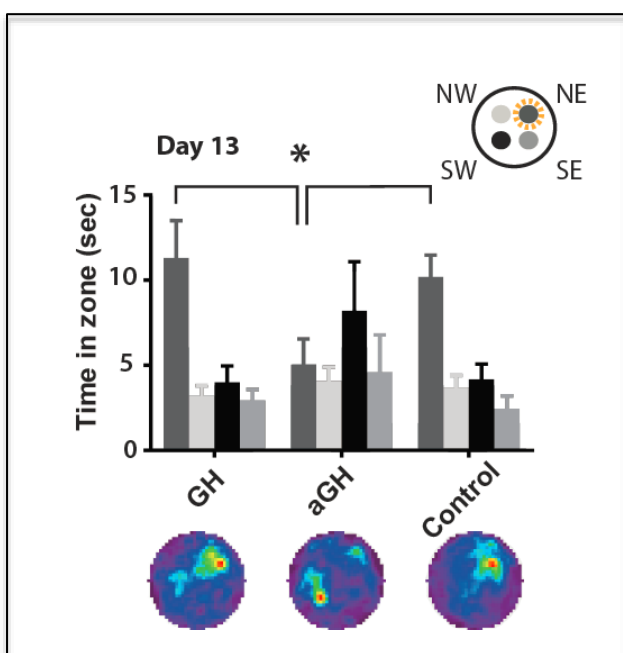 NW NE
Day 13 *
SW SE
Time in zone (sec)
15
10
5
0
GH aGH Control